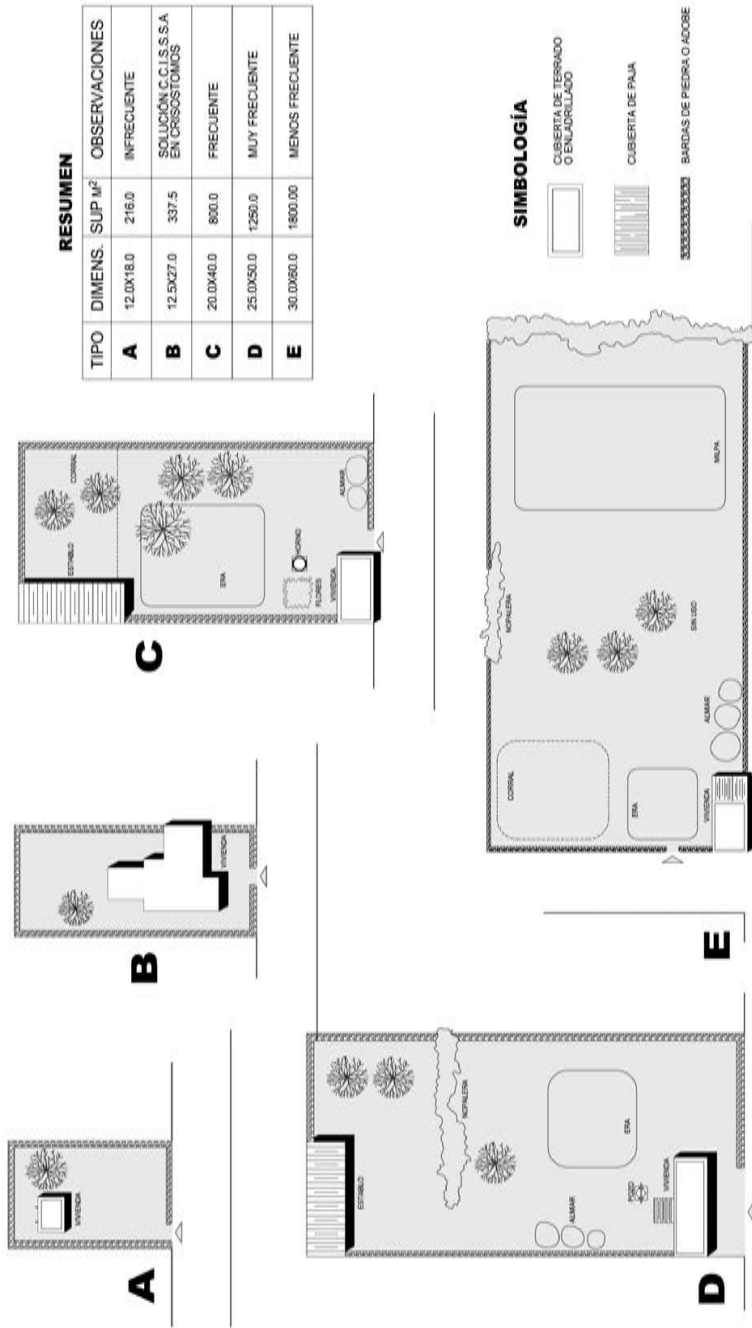 A
VIVIENDA
B
VIVIENDA
C
ESTABLO
CORRAL
ERA
FLORES
HORNO
VIVIENDA
ALMIAR
RESUMEN
TIPO DIMENS. SUP M² OBSERVACIONES
A 12.0X18.0 216.0 INFRECUENTE
B 12.5X27.0 337.5 SOLUCIÓN C.C.I.S.S.S.A
EN CRISOSTOMOS
C 20.0X40.0 800.0 FRECUENTE
D 25.0X50.0 1250.0 MUY FRECUENTE
E 30.0X60.0 1800.00 MENOS FRECUENTE
D
ESTABLO
NOPALERA
ERA
ALMIAR
POZO
VIVIENDA
E
CORRAL
ERA
VIVIENDA
NOPALERA
ALMIAR
SIN USO
MILPA
SIMBOLOGÍA
CUBIERTA DE TERRADO
O ENLADRILLADO
CUBIERTA DE PAJA
BARDAS DE PIEDRA O ADOBE